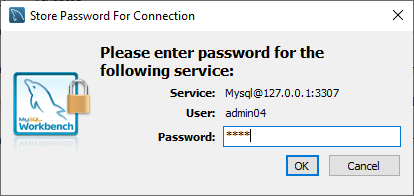 Store Password For Connection
Please enter password for the
following service:
Service: Mysql@127.0.0.1:3307
User: admin04
Password: ****
MySQL
Workbench
OK Cancel